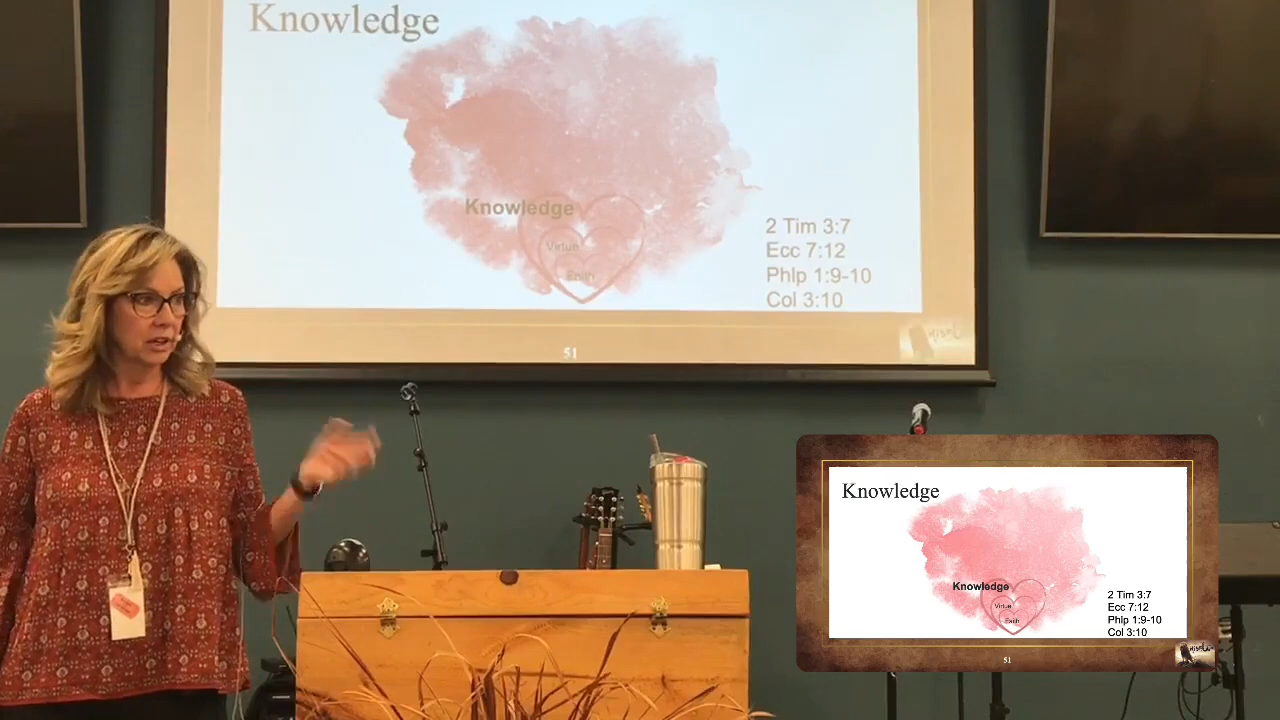 Knowledge
Knowledge
Virtue
Faith
2 Tim 3:7
Ecc 7:12
Phlp 1:9-10
Col 3:10
51
Knowledge
Knowledge
Virtue
Faith
2 Tim 3:7
Ecc 7:12
Phlp 1:9-10
Col 3:10
51